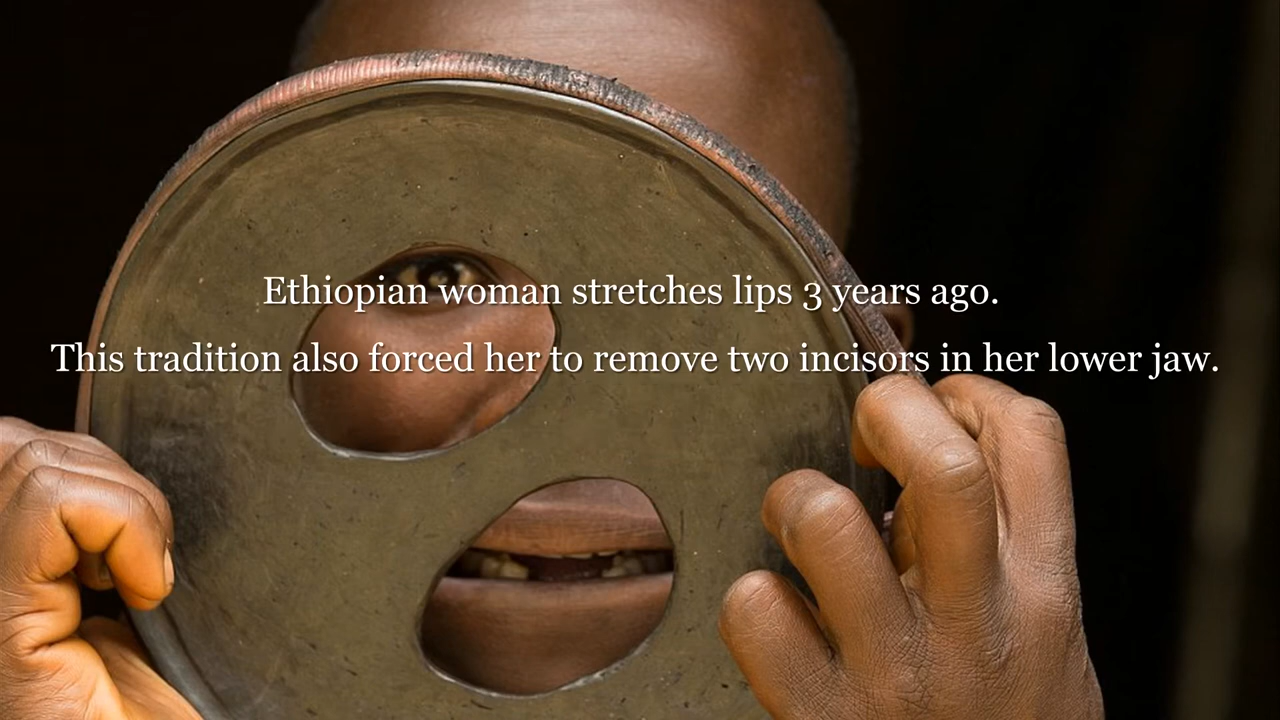 Ethiopian woman stretches lips 3 years ago.
This tradition also forced her to remove two incisors in her lower jaw.